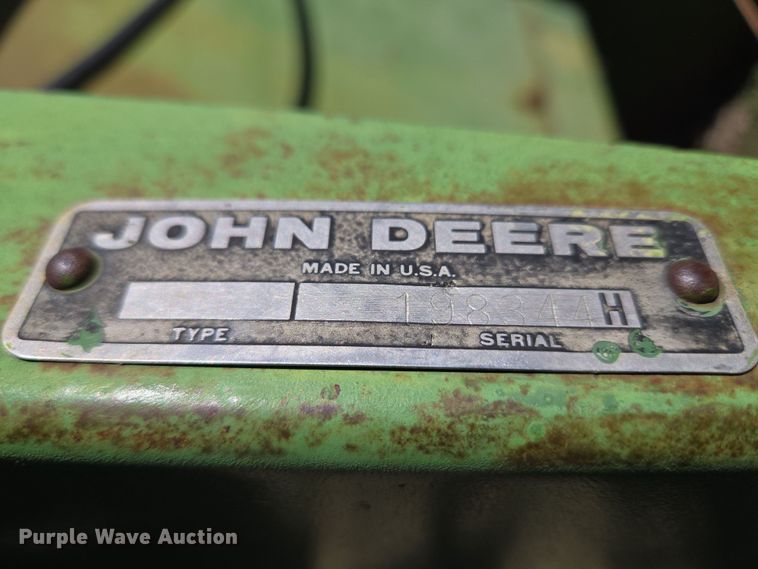 JOHN DEERE
MADE IN U.S.A.
198344H
TYPE SERIAL
Purple Wave Auction®